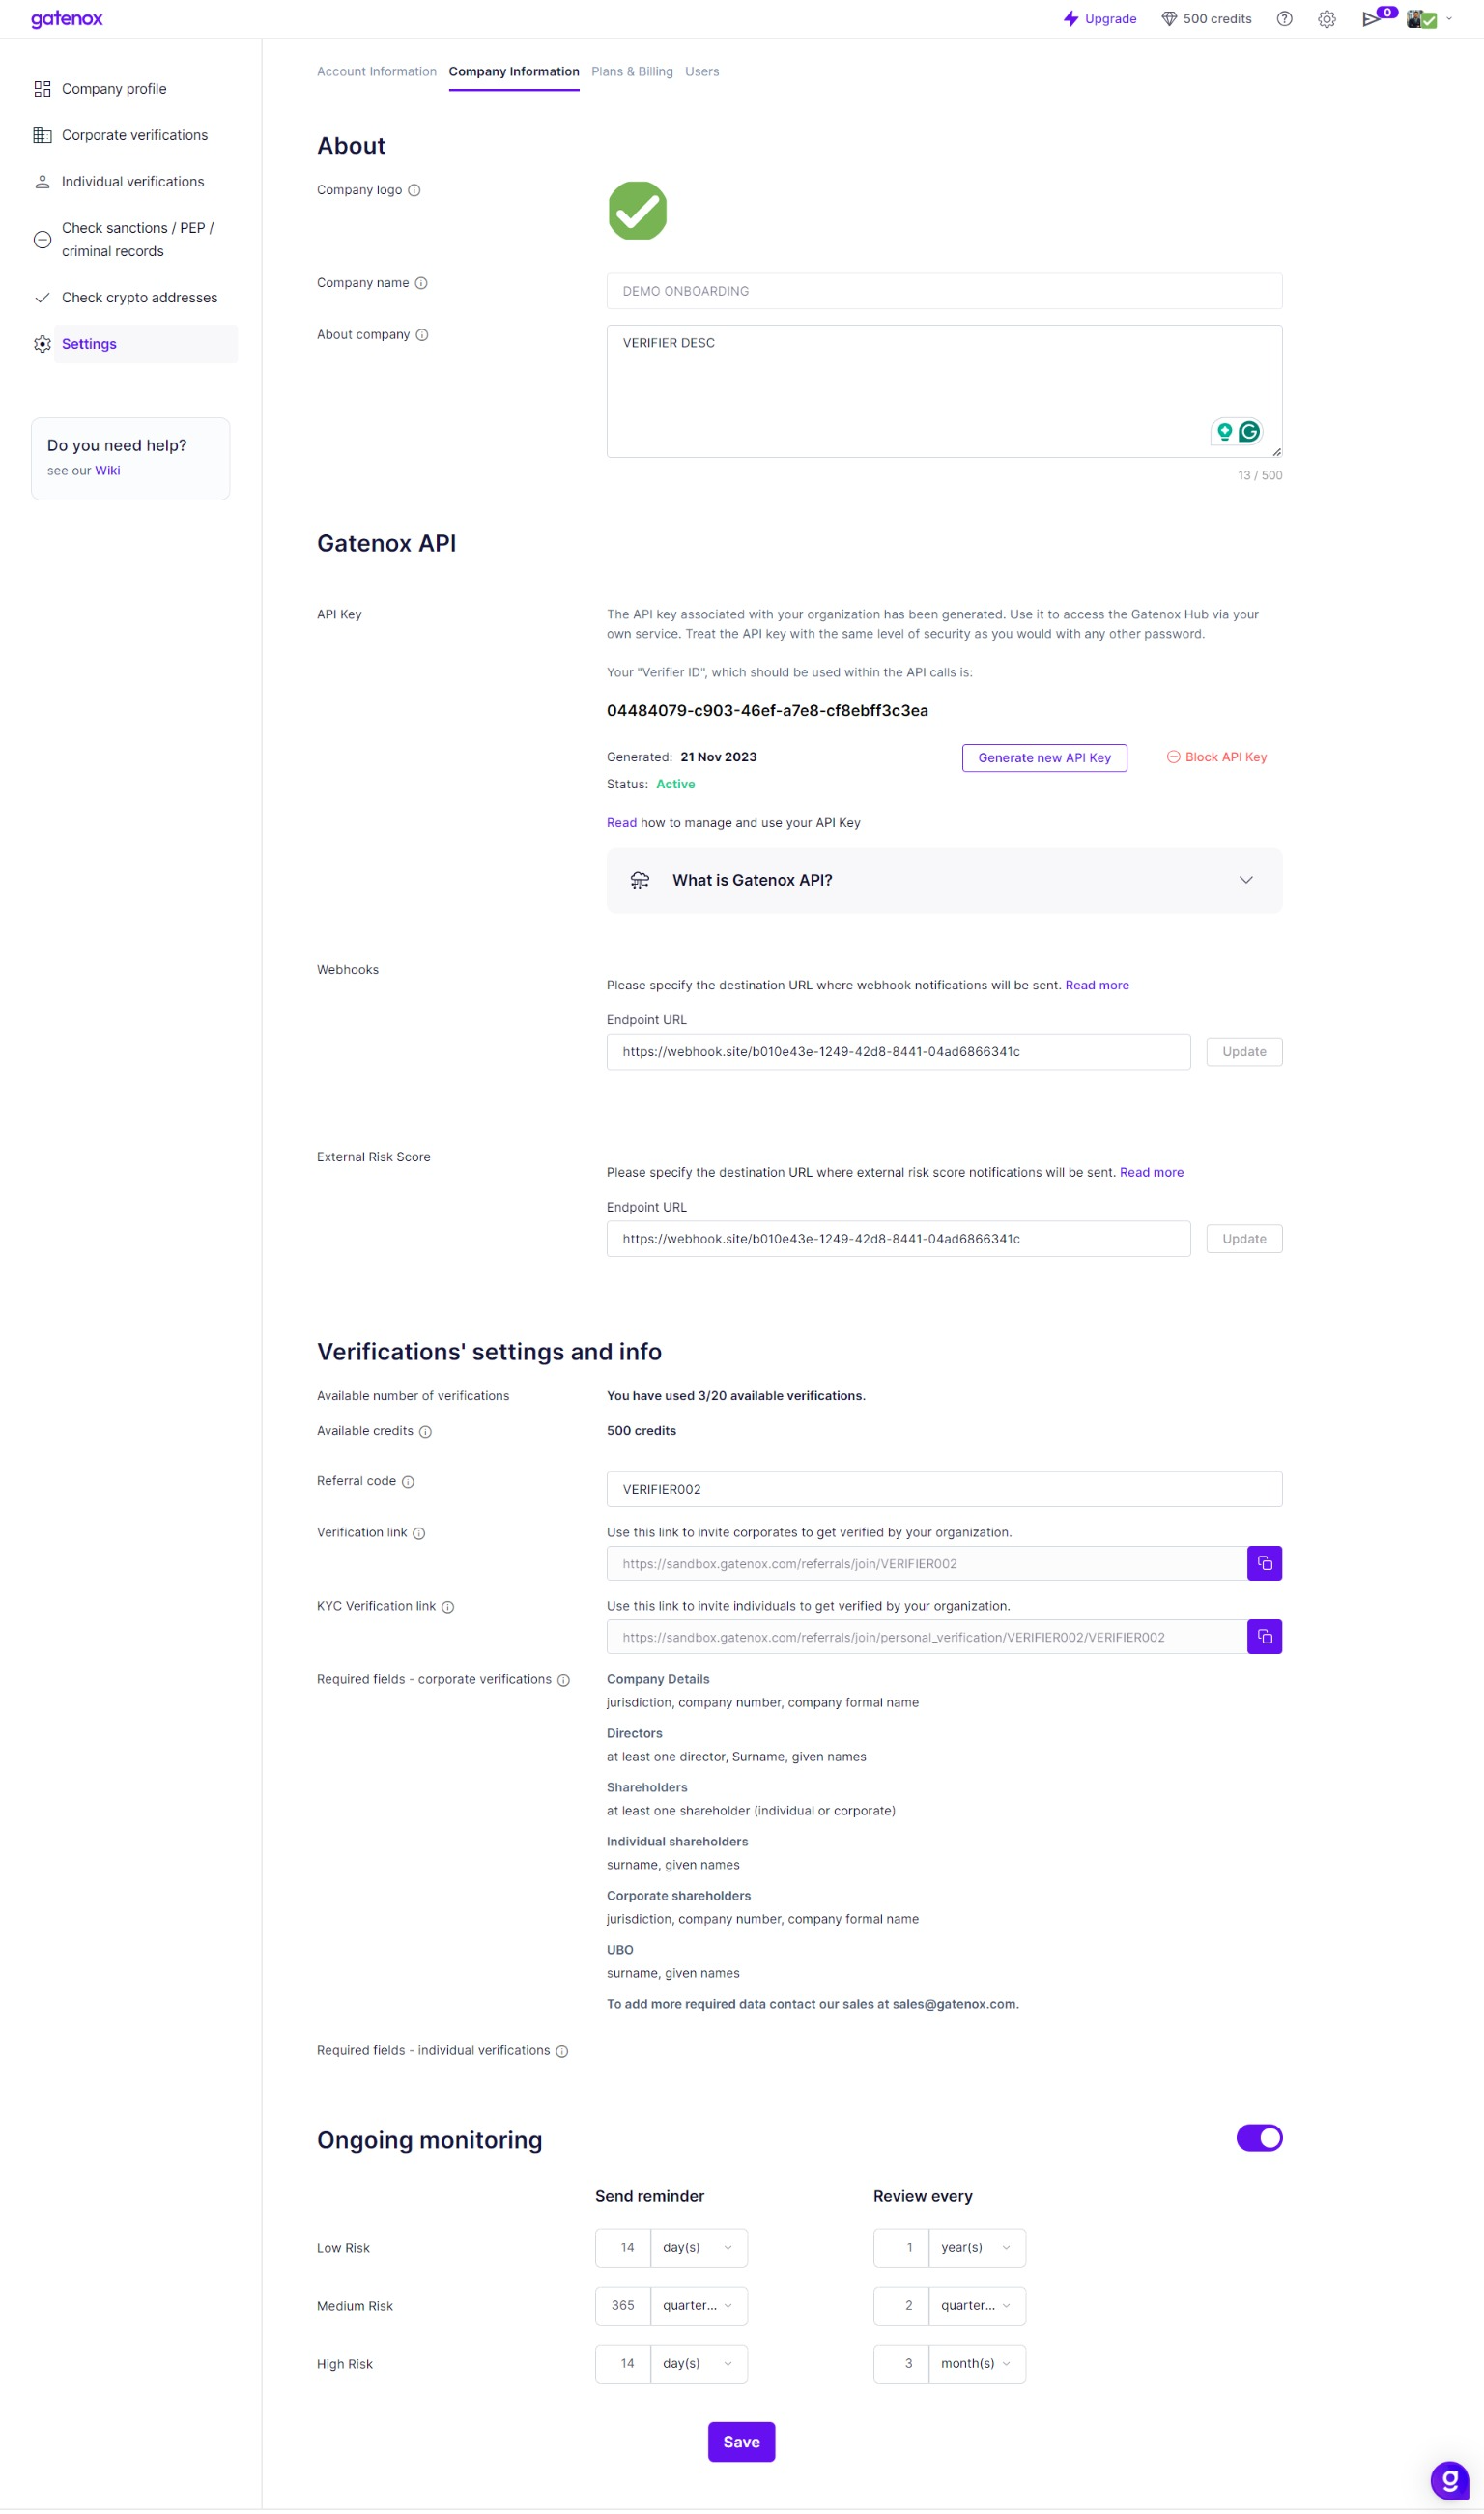 gatenox
Upgrade
500 credits
0
Company profile
Corporate verifications
Individual verifications
Check sanctions / PEP /
criminal records
Check crypto addresses
Settings
Do you need help?
see our Wiki
Account Information Company Information Plans & Billing Users
About
Company logo
Company name
DEMO ONBOARDING
About company
VERIFIER DESC
13 / 500
Gatenox API
API Key
The API key associated with your organization has been generated. Use it to access the Gatenox Hub via your
own service. Treat the API key with the same level of security as you would with any other password.
Your "Verifier ID", which should be used within the API calls is:
04484079-c903-46ef-a7e8-cf8ebff3c3ea
Generated: 21 Nov 2023
Generate new API Key
Block API Key
Status: Active
Read how to manage and use your API Key
What is Gatenox API?
Webhooks
Please specify the destination URL where webhook notifications will be sent. Read more
Endpoint URL
https://webhook.site/b010e43e-1249-42d8-8441-04ad6866341c
Update
External Risk Score
Please specify the destination URL where external risk score notifications will be sent. Read more
Endpoint URL
https://webhook.site/b010e43e-1249-42d8-8441-04ad6866341c
Update
Verifications' settings and info
Available number of verifications
You have used 3/20 available verifications.
Available credits
500 credits
Referral code
VERIFIER002
Verification link
Use this link to invite corporates to get verified by your organization.
https://sandbox.gatenox.com/referrals/join/VERIFIER002
KYC Verification link
Use this link to invite individuals to get verified by your organization.
https://sandbox.gatenox.com/referrals/join/personal_verification/VERIFIER002/VERIFIER002
Required fields - corporate verifications
Company Details
jurisdiction, company number, company formal name
Directors
at least one director, Surname, given names
Shareholders
at least one shareholder (individual or corporate)
Individual shareholders
surname, given names
Corporate shareholders
jurisdiction, company number, company formal name
UBO
surname, given names
To add more required data contact our sales at sales@gatenox.com.
Required fields - individual verifications
Ongoing monitoring
Send reminder
Review every
Low Risk
14 day(s)
1 year(s)
Medium Risk
365 quarter...
2 quarter...
High Risk
14 day(s)
3 month(s)
Save
g